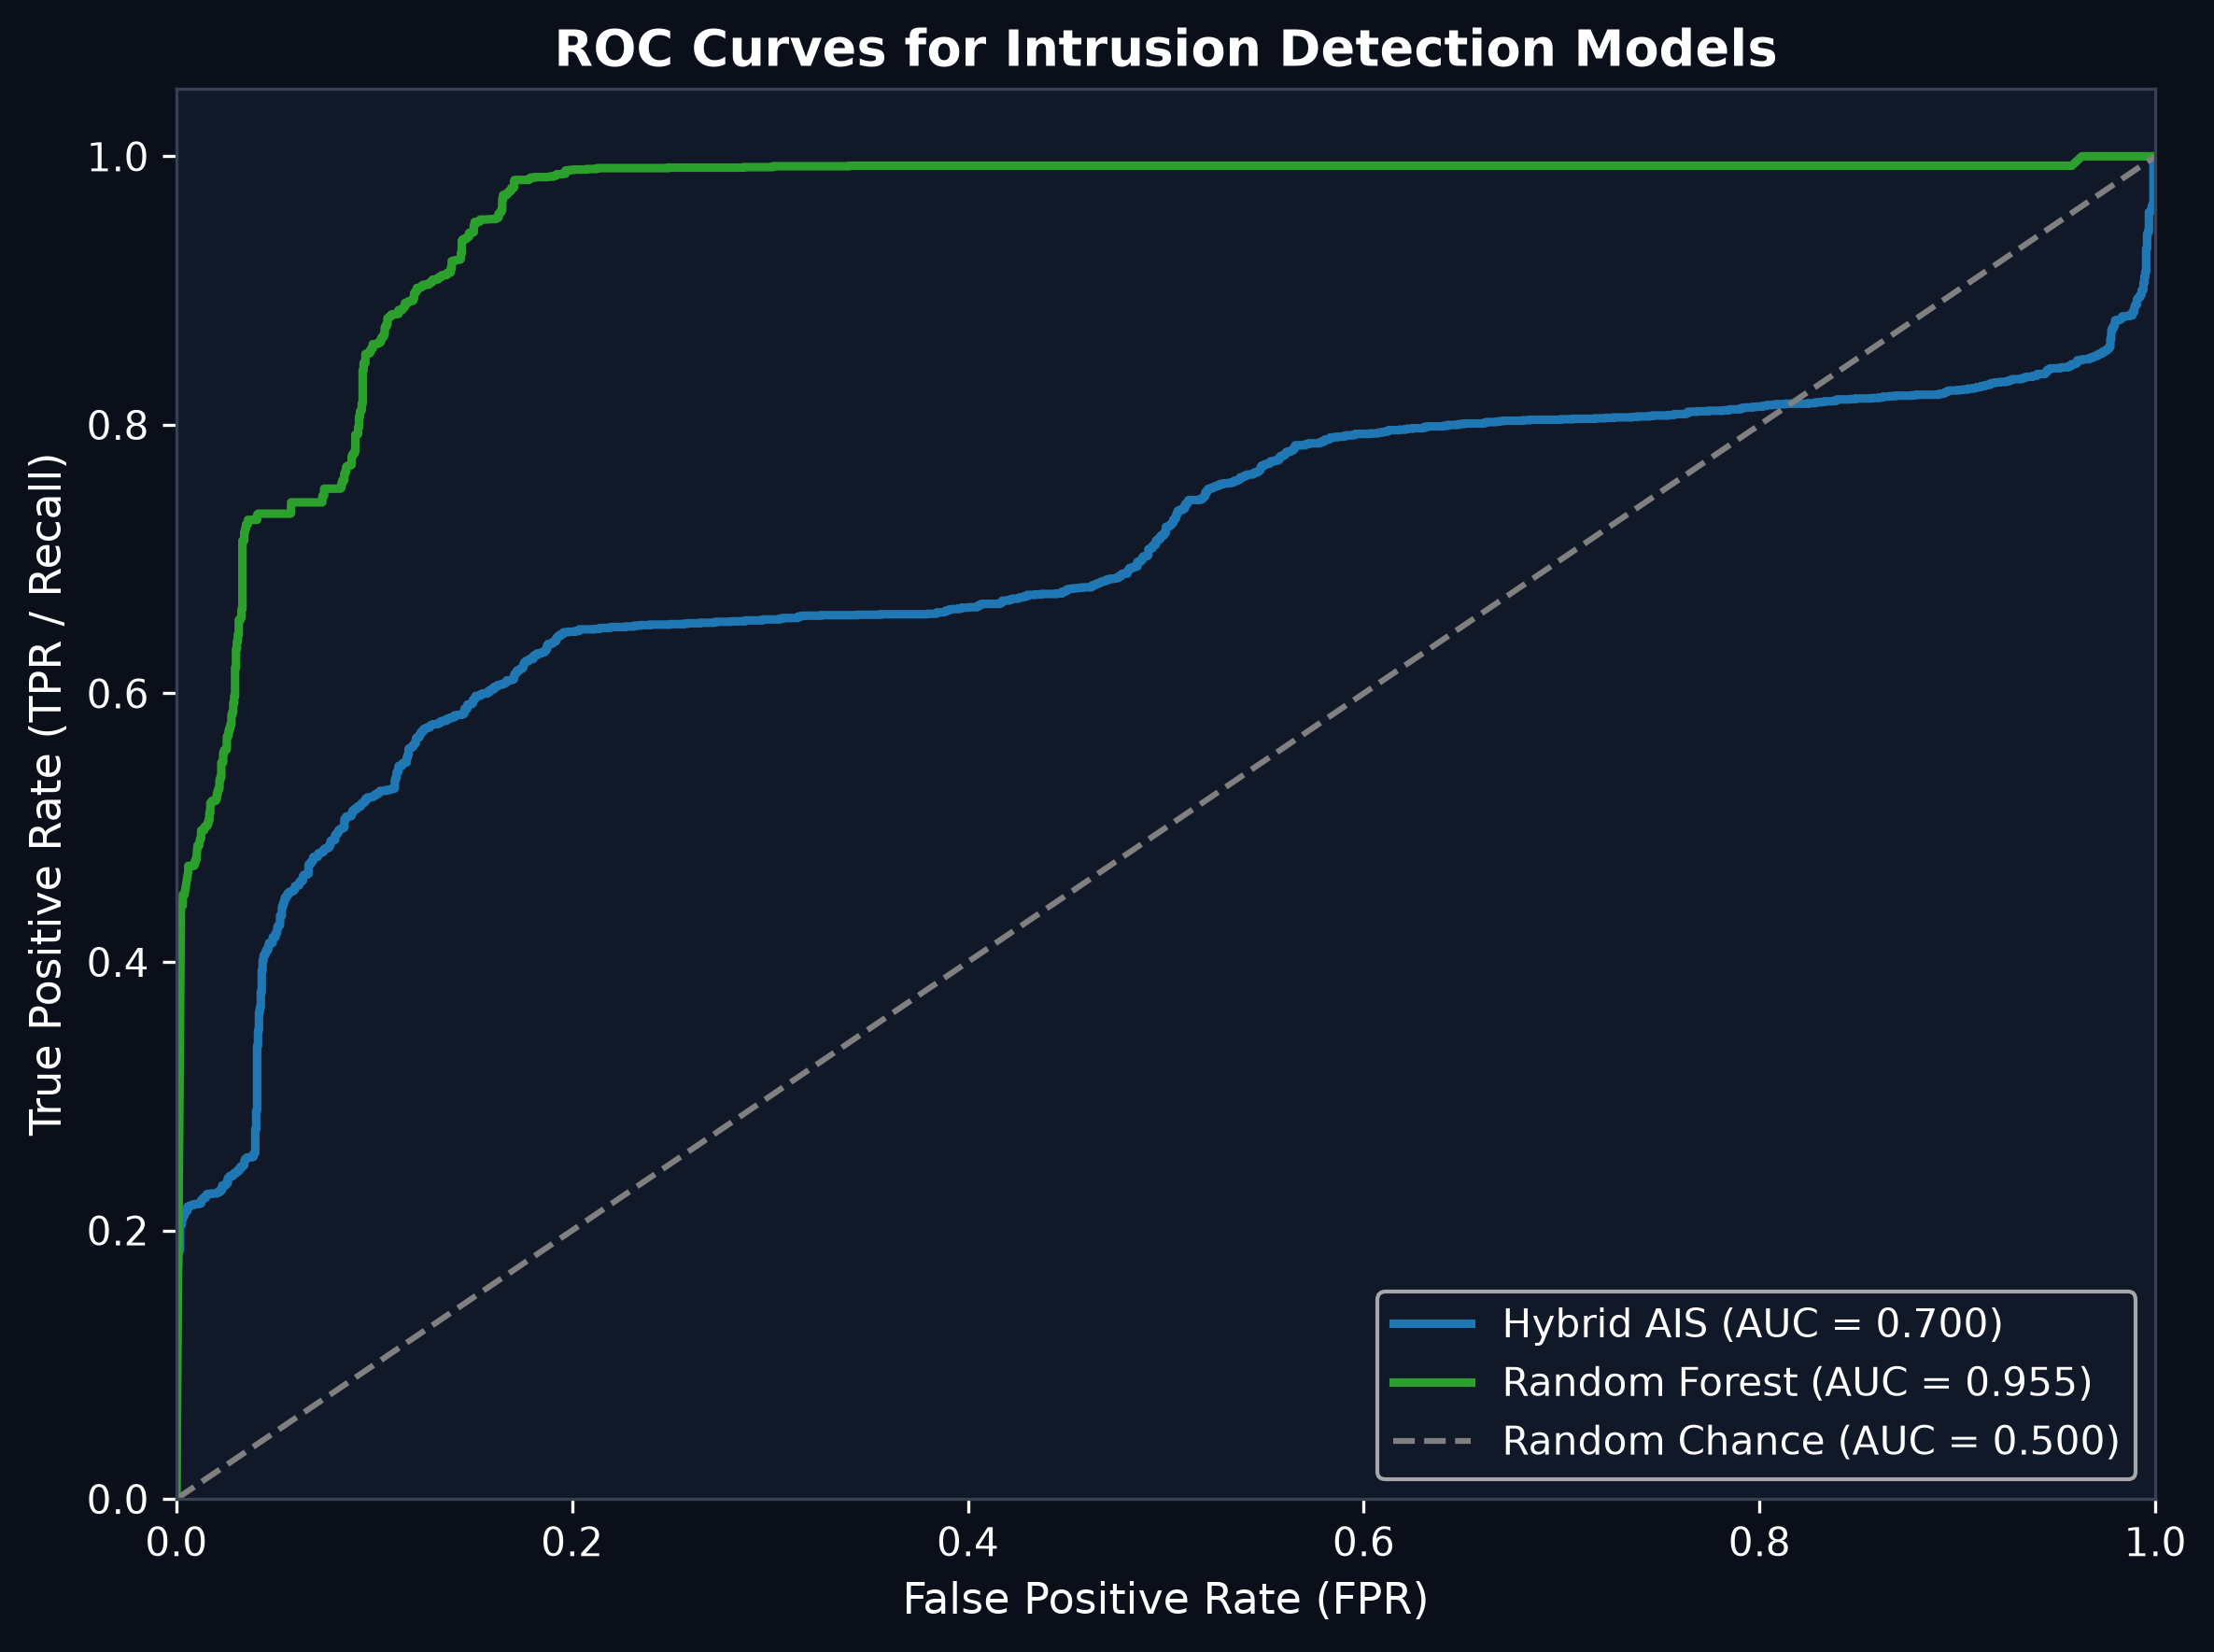 ROC Curves for Intrusion Detection Models
True Positive Rate (TPR / Recall)
1.0
0.8
0.6
0.4
0.2
0.0
0.0 0.2 0.4 0.6 0.8 1.0
False Positive Rate (FPR)
Hybrid AIS (AUC = 0.700)
Random Forest (AUC = 0.955)
Random Chance (AUC = 0.500)